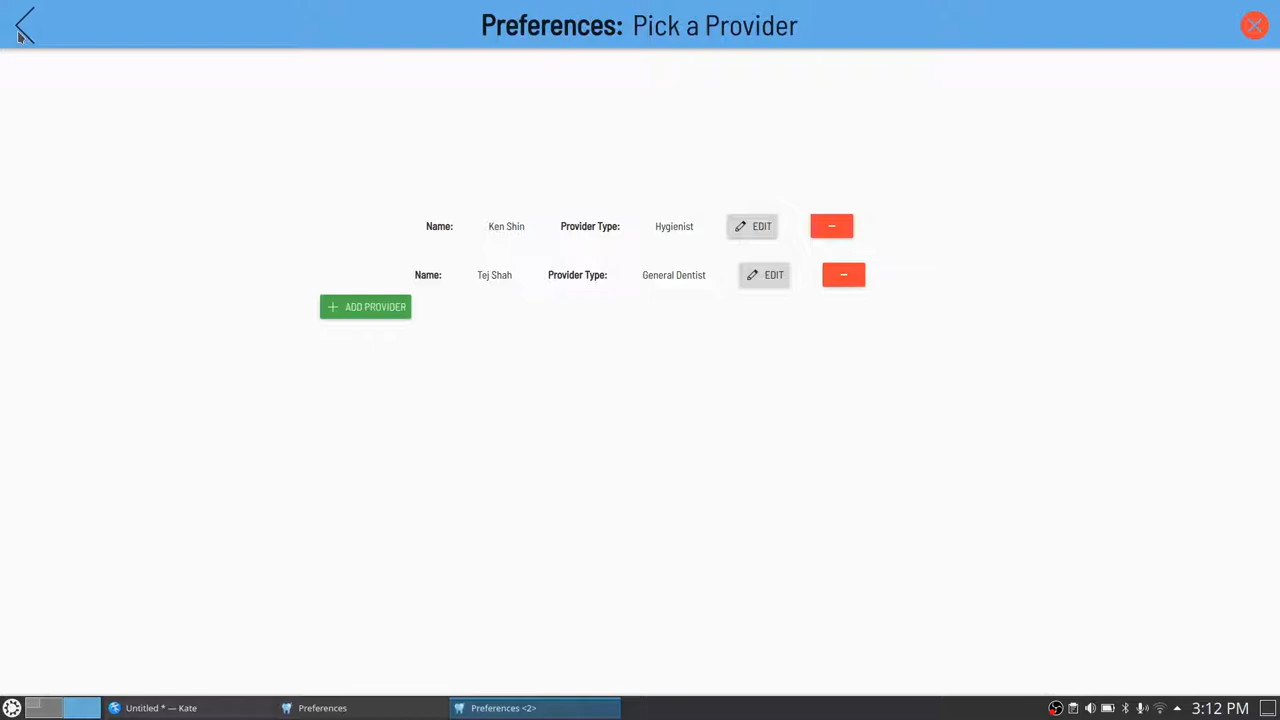 Preferences: Pick a Provider
Name: Ken Shin Provider Type: Hygienist EDIT
Name: Tej Shah Provider Type: General Dentist EDIT
ADD PROVIDER
Untitled * — Kate Preferences Preferences <2> 3:12 PM